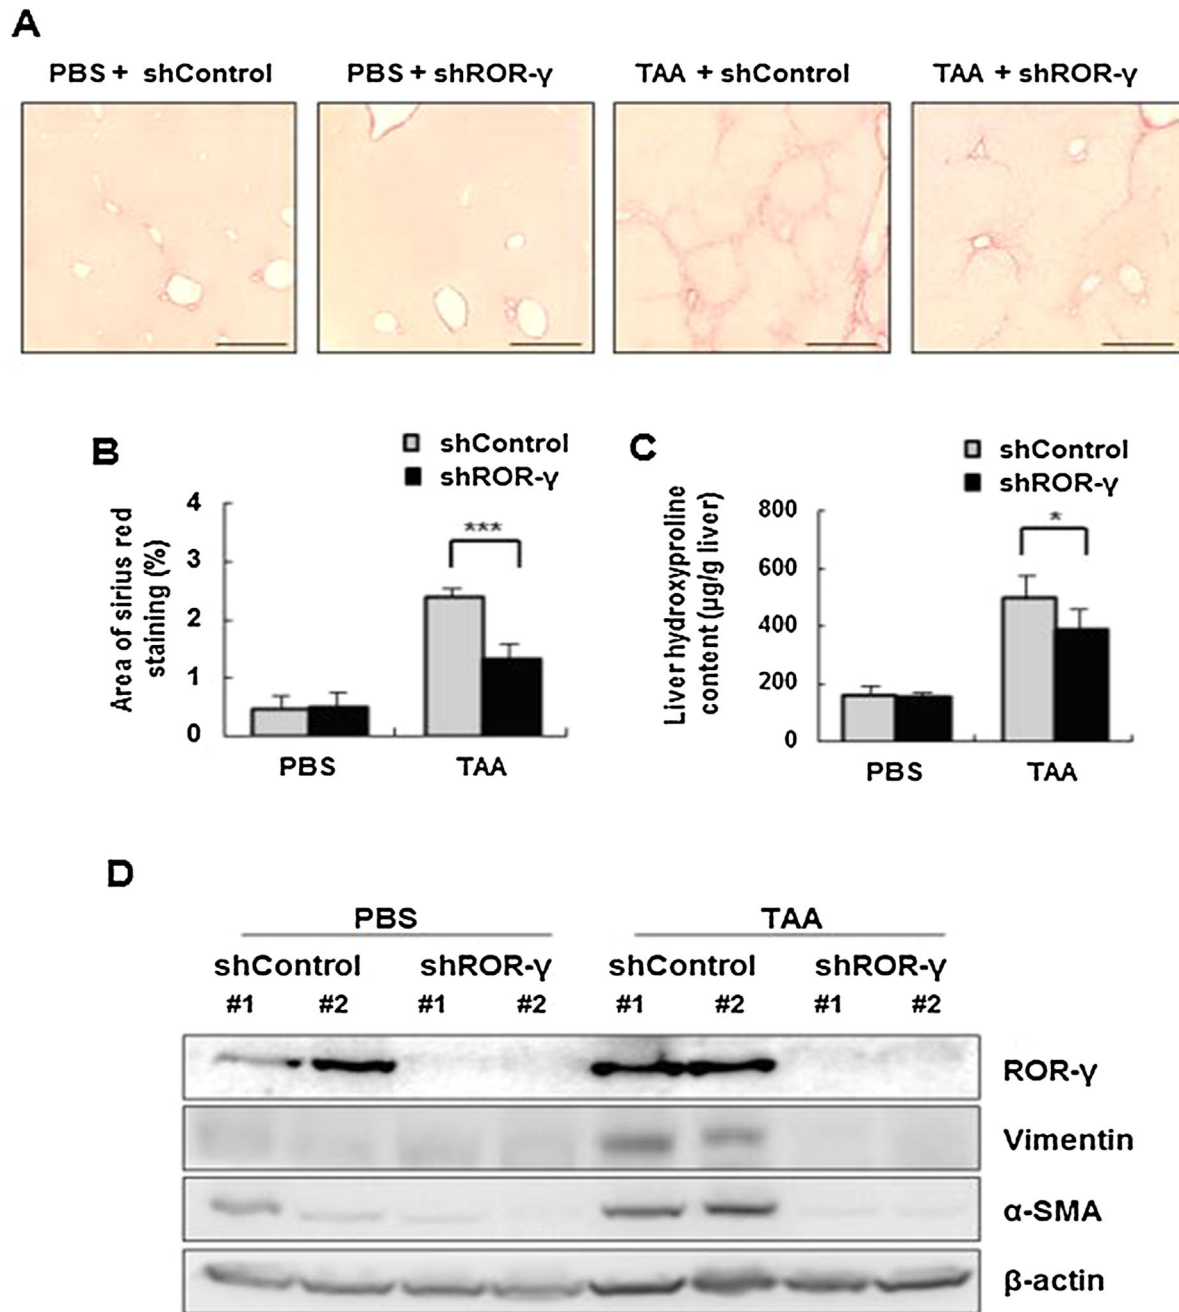 A
PBS + shControl
PBS + shROR-γ
TAA + shControl
TAA + shROR-γ
B
shControl
shROR-γ
Area of sirius red
staining (%)
4
3
2
1
0
***
PBS
TAA
C
shControl
shROR-γ
Liver hydroxyproline
content (μg/g liver)
800
600
400
200
0
*
PBS
TAA
D
PBS TAA
shControl shROR-γ shControl shROR-γ
#1 #2 #1 #2 #1 #2 #1 #2
ROR-γ
Vimentin
α-SMA
β-actin